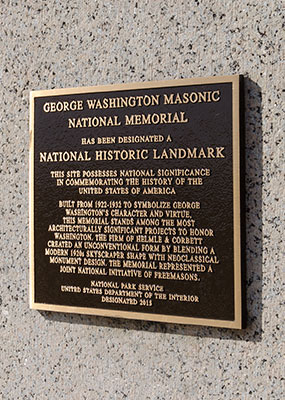 GEORGE WASHINGTON MASONIC
NATIONAL MEMORIAL
HAS BEEN DESIGNATED A
NATIONAL HISTORIC LANDMARK
THIS SITE POSSESSES NATIONAL SIGNIFICANCE
IN COMMEMORATING THE HISTORY OF THE
UNITED STATES OF AMERICA
BUILT FROM 1922-1932 TO SYMBOLIZE GEORGE
WASHINGTON'S CHARACTER AND VIRTUE,
THIS MEMORIAL STANDS AMONG THE MOST
ARCHITECTURALLY SIGNIFICANT PROJECTS TO HONOR
WASHINGTON. THE FIRM OF HELMLE & CORBETT
CREATED AN UNCONVENTIONAL FORM BY BLENDING A
MODERN 1920s SKYSCRAPER SHAPE WITH NEOCLASSICAL
MONUMENT DESIGN. THE MEMORIAL REPRESENTED A
JOINT NATIONAL INITIATIVE OF FREEMASONS.
NATIONAL PARK SERVICE
UNITED STATES DEPARTMENT OF THE INTERIOR
DESIGNATED 2015